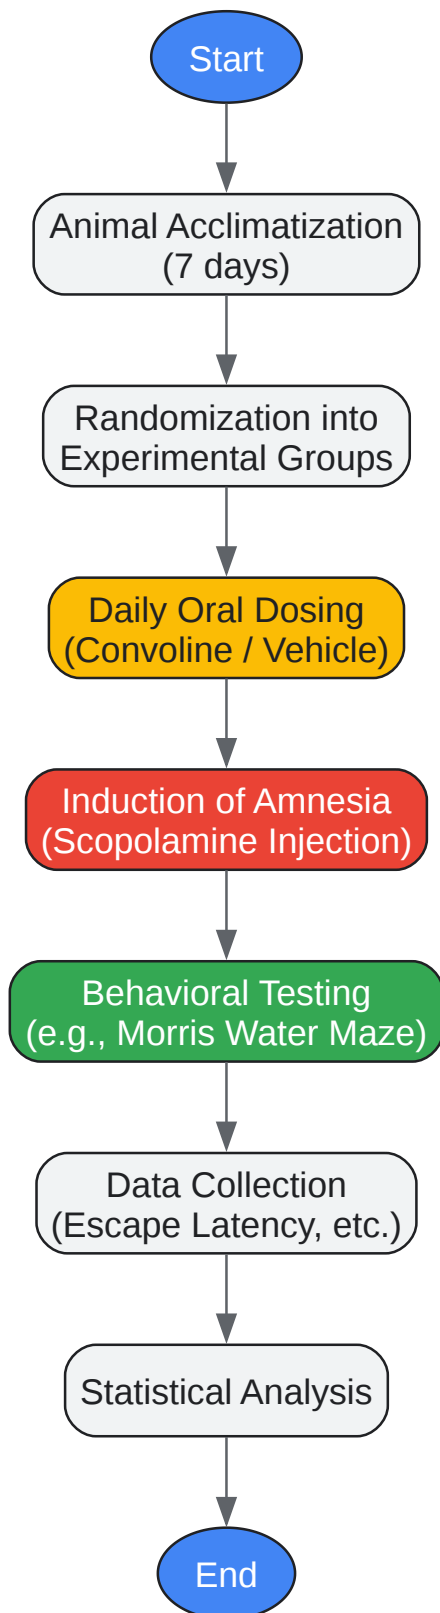 Start
Animal Acclimatization
(7 days)
Randomization into
Experimental Groups
Daily Oral Dosing
(Convoline / Vehicle)
Induction of Amnesia
(Scopolamine Injection)
Behavioral Testing
(e.g., Morris Water Maze)
Data Collection
(Escape Latency, etc.)
Statistical Analysis
End